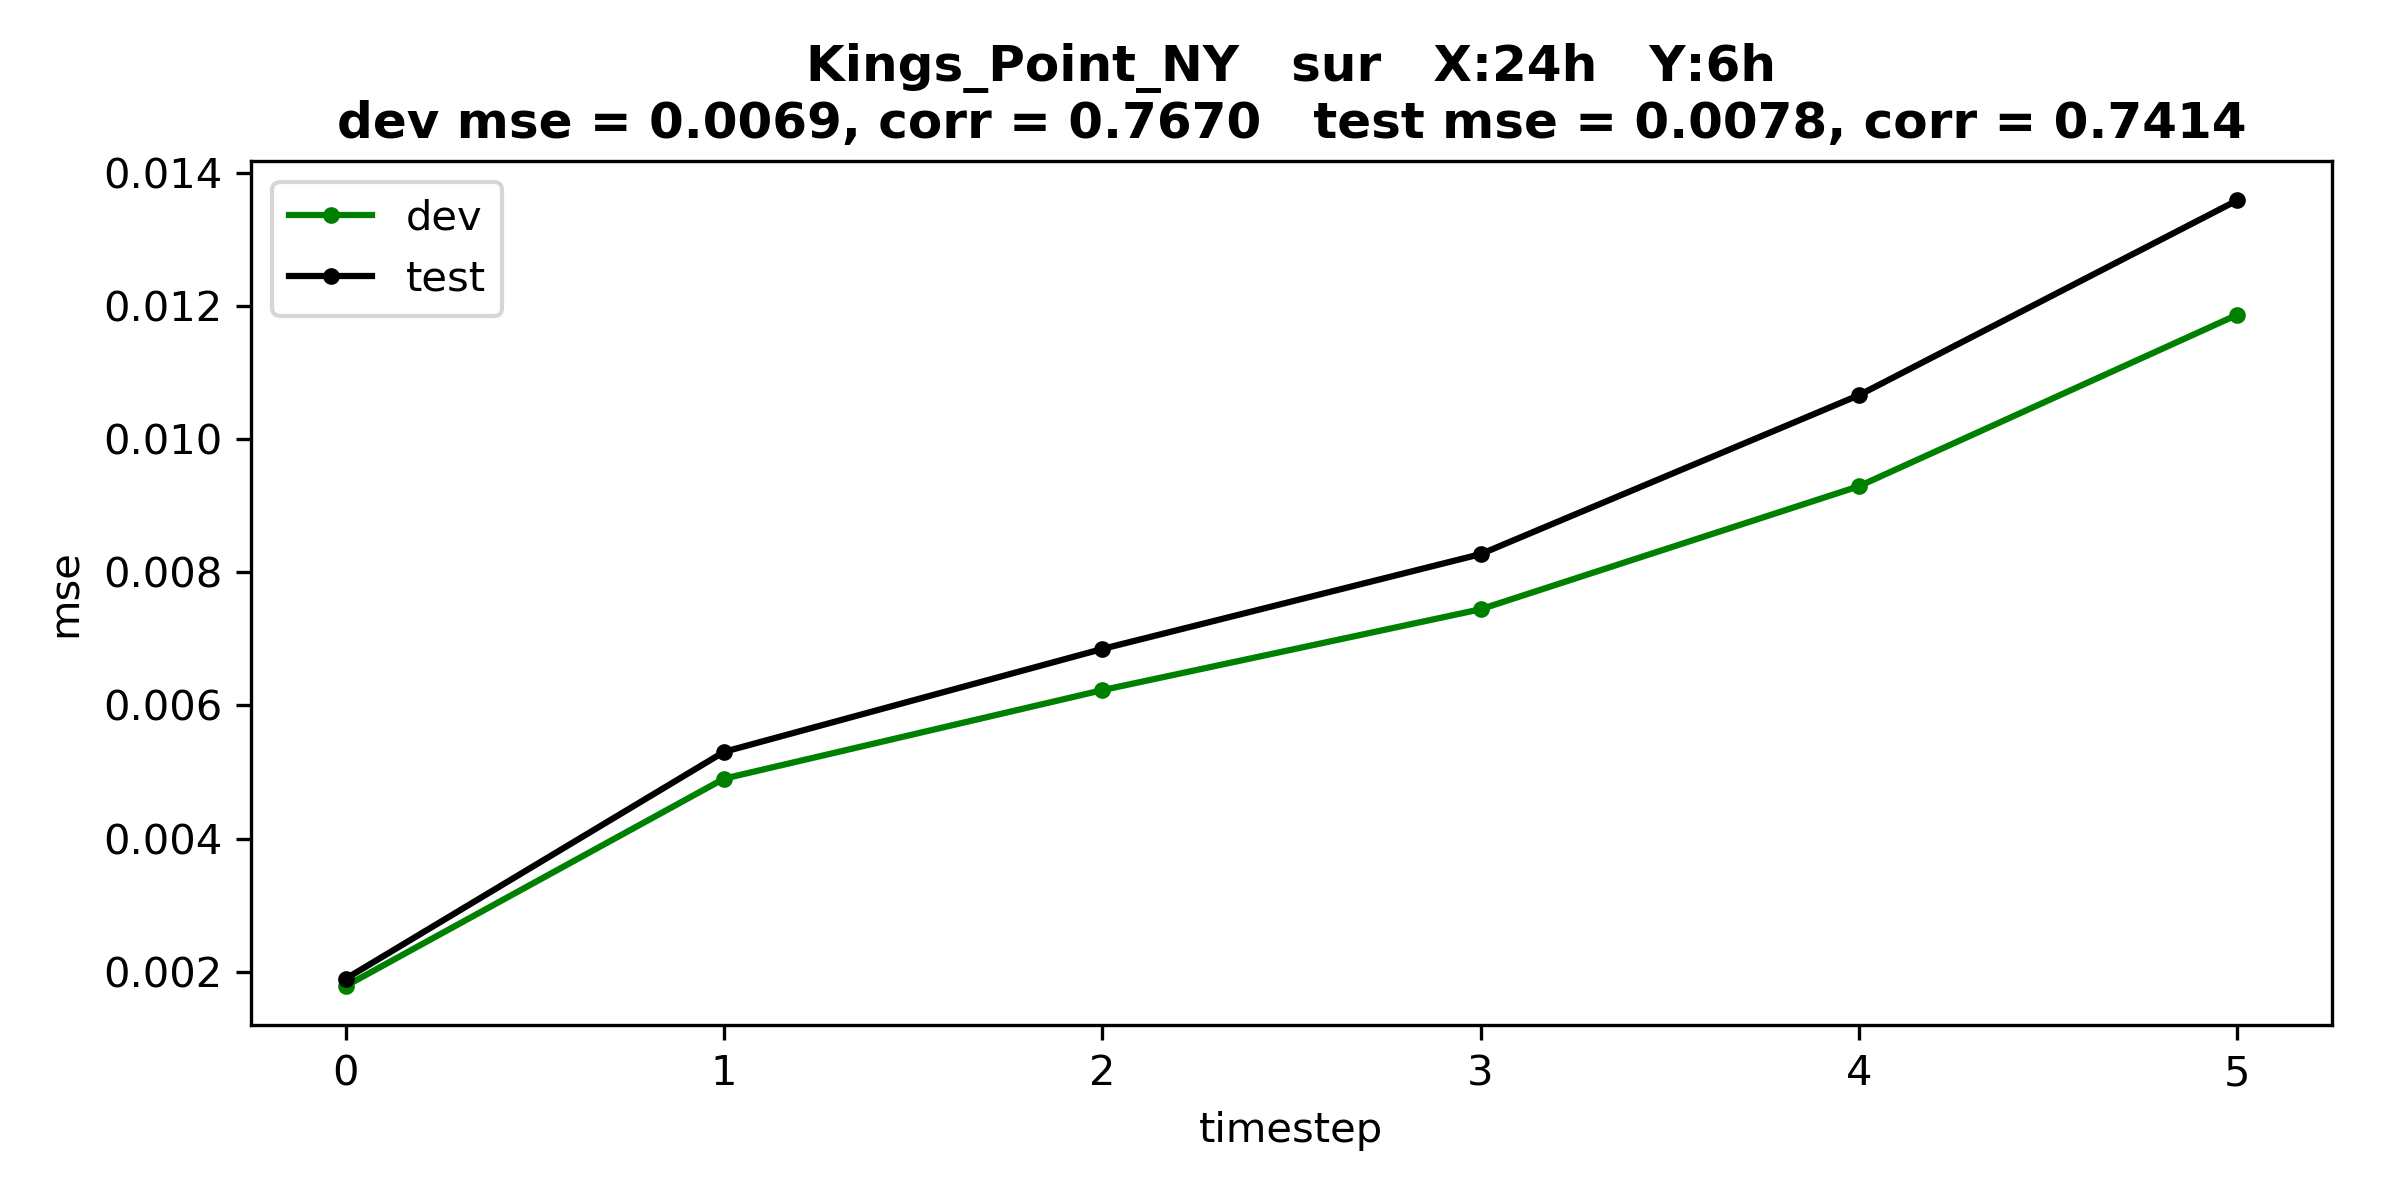 Kings_Point_NY   sur   X:24h   Y:6h
dev mse = 0.0069, corr = 0.7670   test mse = 0.0078, corr = 0.7414
dev
test
0.014
0.012
0.010
0.008
0.006
0.004
0.002
mse
0 1 2 3 4 5
timestep